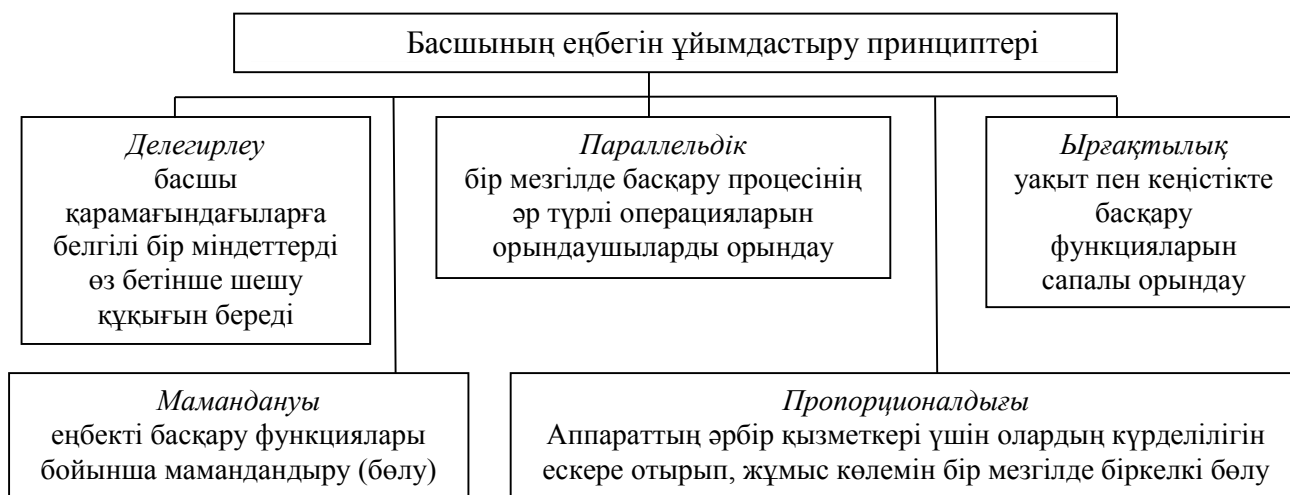 Басшының еңбегін ұйымдастыру принциптері
Делегирлеу
басшы
қарамағындағыларға
белгілі бір міндеттерді
өз бетінше шешу
құқығын береді
Параллельдік
бір мезгілде басқару процесінің
әр түрлі операцияларын
орындаушыларды орындау
Ырғақтылық
уақыт пен кеңістікте
басқару
функцияларын
сапалы орындау
Мамандануы
еңбекті басқару функциялары
бойынша мамандандыру (бөлу)
Пропорционалдығы
Аппараттың әрбір қызметкері үшін олардың күрделілігін
ескере отырып, жұмыс көлемін бір мезгілде біркелкі бөлу